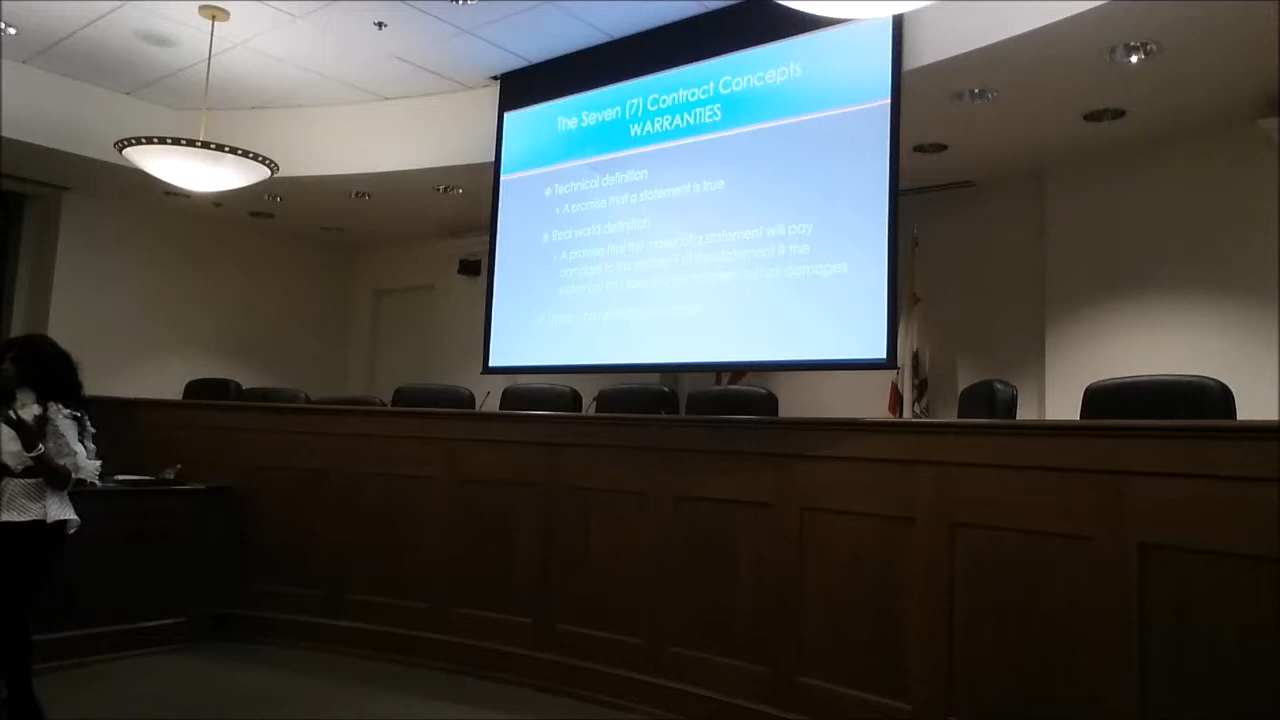 The Seven (7) Contract Concepts
WARRANTIES
Technical definition
A promise that a statement is true
Real world definition
A promise that the maker of a statement will pay
damages to the recipient of the statement if the
damages